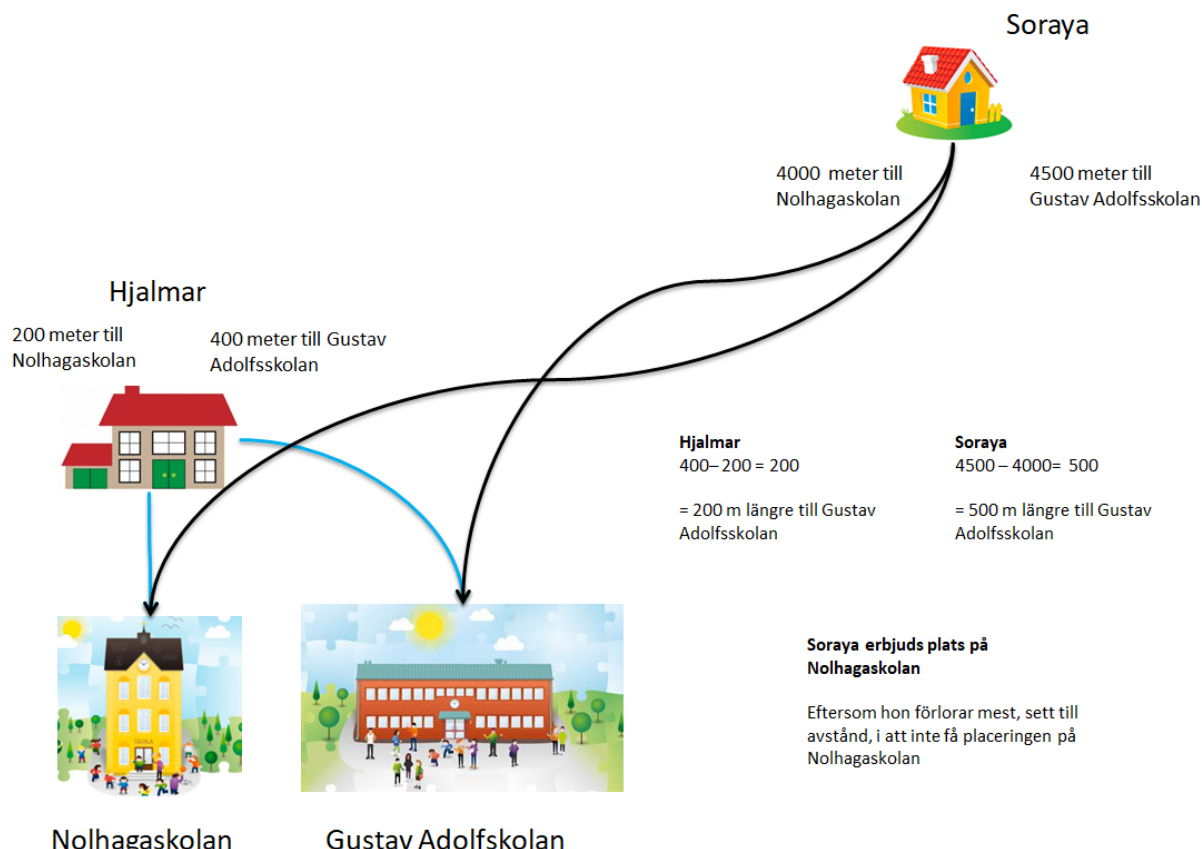 Soraya
4000 meter till
Nolhagaskolan
4500 meter till
Gustav Adolfsskolan
Hjalmar
200 meter till
Nolhagaskolan
400 meter till Gustav
Adolfsskolan
Hjalmar
400– 200 = 200
= 200 m längre till Gustav
Adolfsskolan
Soraya
4500 – 4000= 500
= 500 m längre till Gustav
Adolfsskolan
Soraya erbjuds plats på
Nolhagaskolan
Eftersom hon förlorar mest, sett till
avstånd, i att inte få placeringen på
Nolhagaskolan
SKOLA
Nolhagaskolan
Gustav Adolfskolan